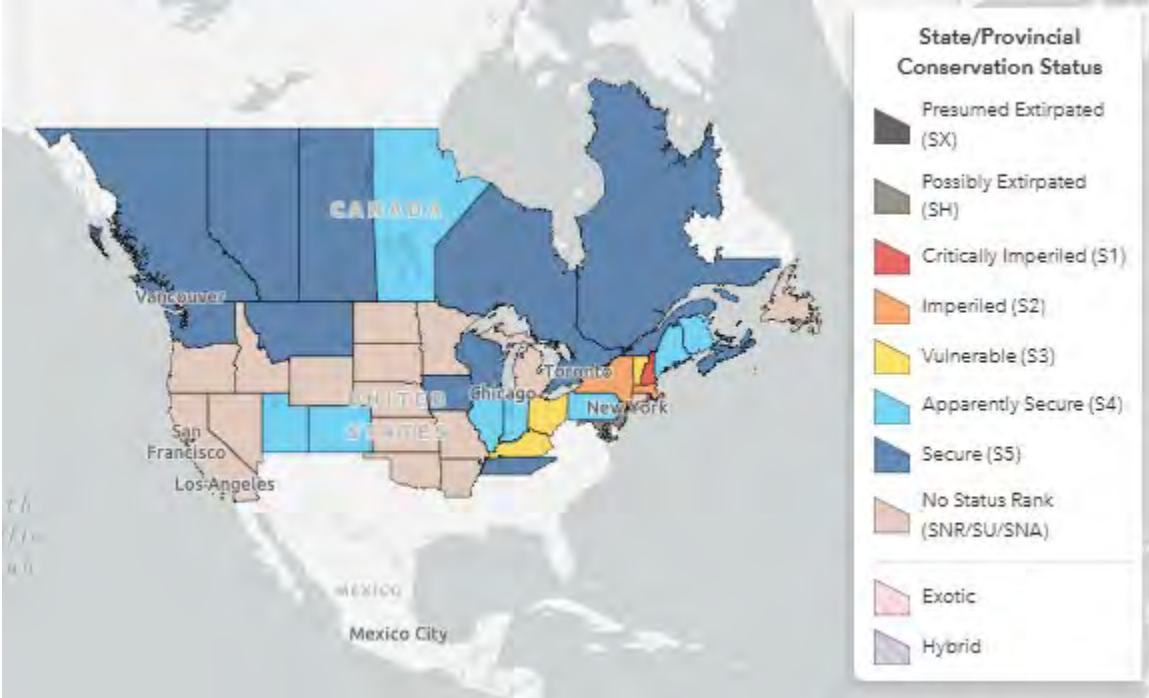 State/Provincial
Conservation Status
Presumed Extirpated
(SX)
Possibly Extirpated
(SH)
Critically Imperiled (S1)
Imperiled (S2)
Vulnerable (S3)
Apparently Secure (S4)
Secure (S5)
No Status Rank
(SNR/SU/SNA)
Exotic
Hybrid
CANADA
Vancouver
Toronto
UNITED
Chicago
New York
STATES
San
Francisco
Los Angeles
MEXICO
Mexico City